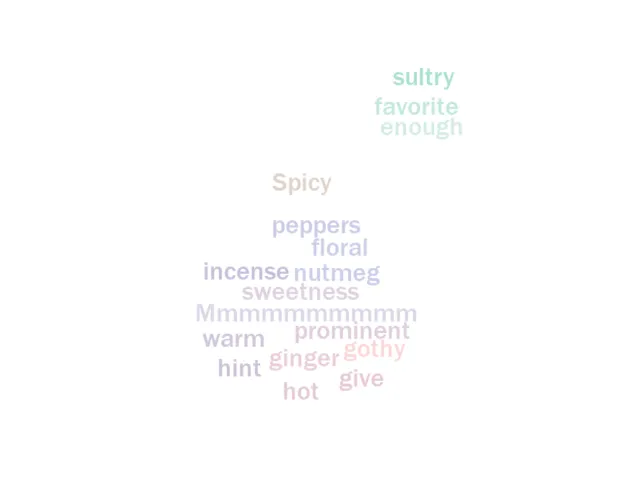 sultry
favorite
enough
Spicy
peppers
floral
incense nutmeg
sweetness
Mmmmmmmmmm
prominent
warm
gothy
ginger
hint
give
hot